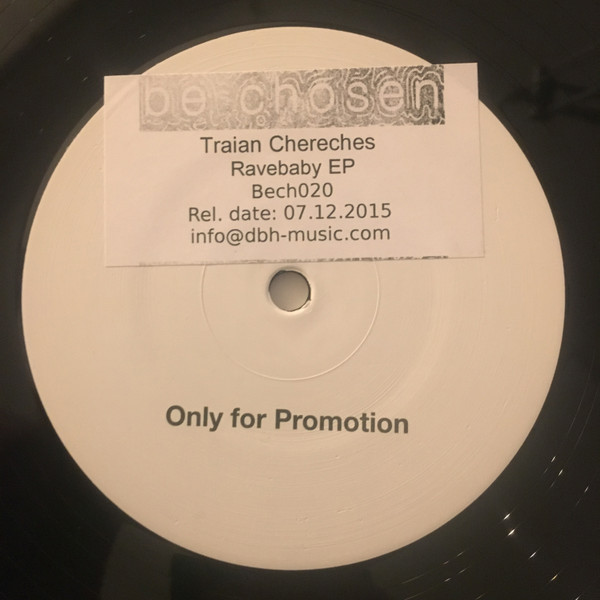 be chosen
Traian Chereches
Ravebaby EP
Bech020
Rel. date: 07.12.2015
info@dbh-music.com
Only for Promotion